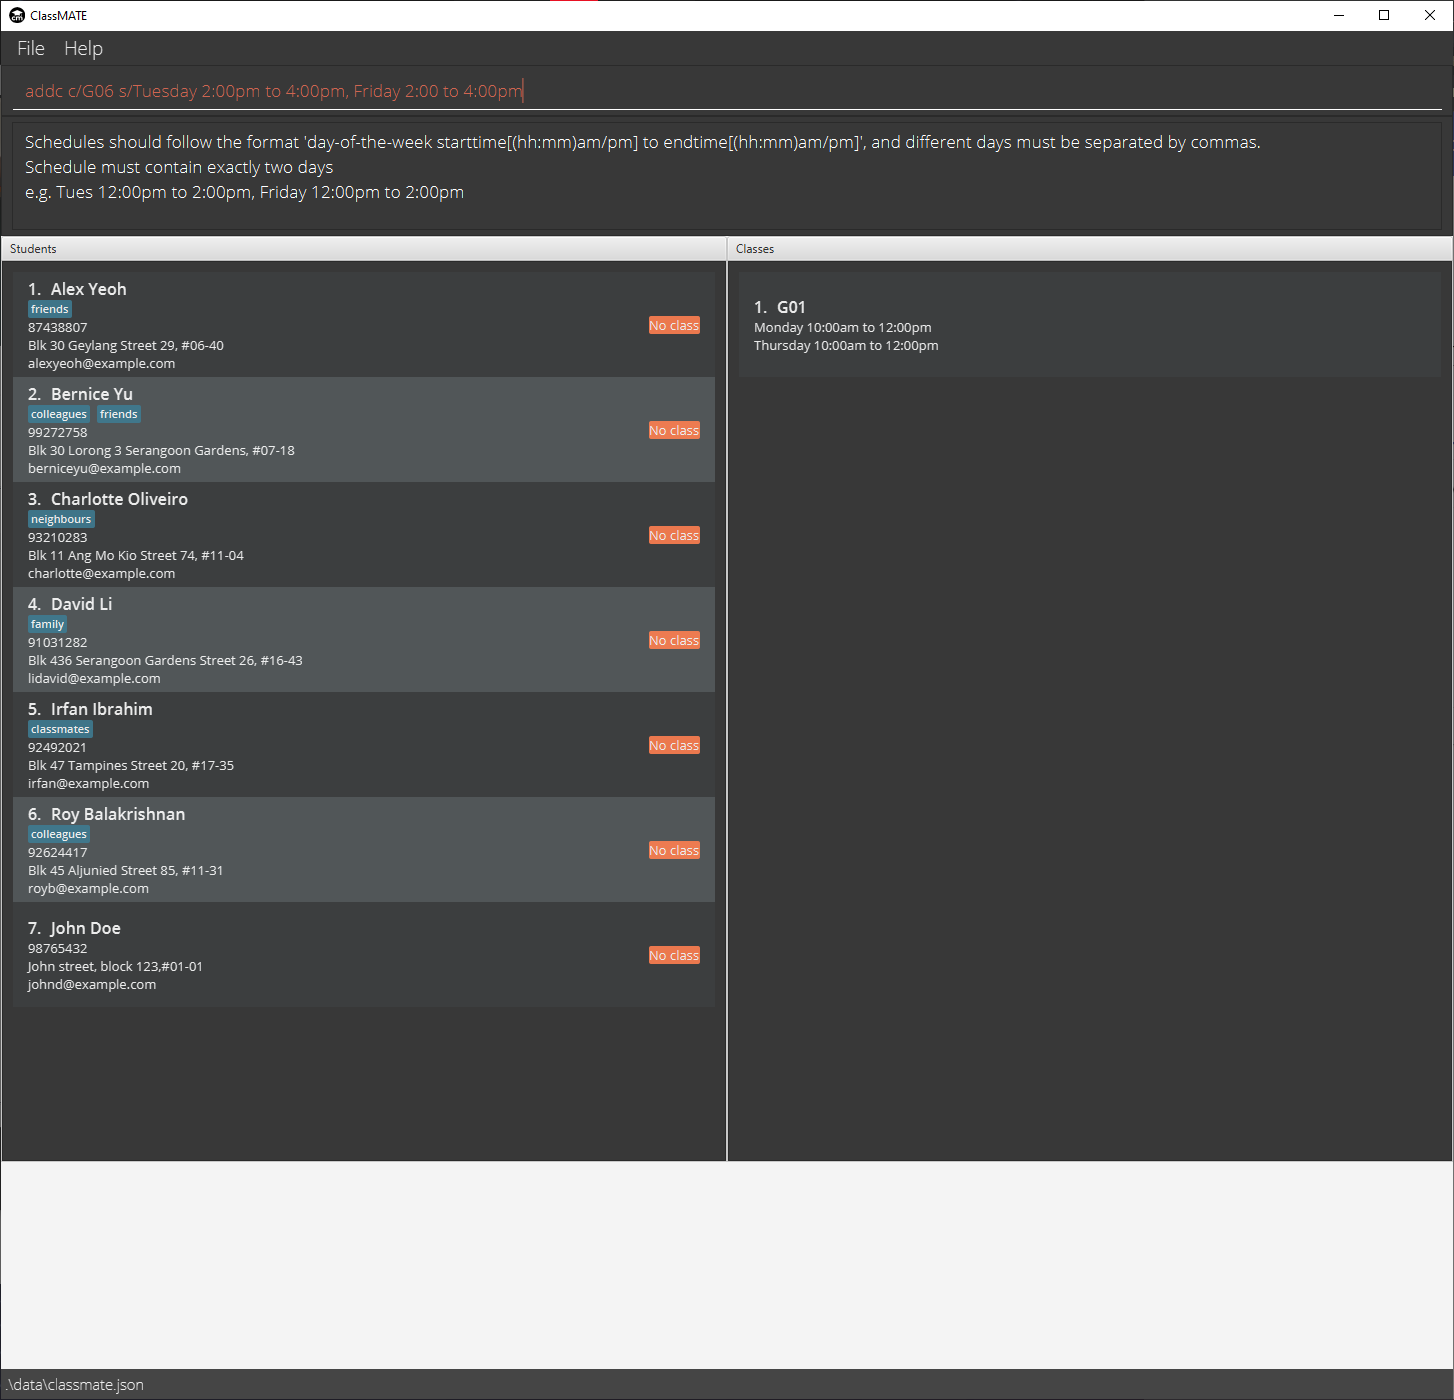 ClassMATE
File Help
addc c/G06 s/Tuesday 2:00pm to 4:00pm, Friday 2:00 to 4:00pm
Schedules should follow the format 'day-of-the-week starttime[(hh:mm)am/pm] to endtime[(hh:mm)am/pm]', and different days must be separated by commas.
Schedule must contain exactly two days
e.g. Tues 12:00pm to 2:00pm, Friday 12:00pm to 2:00pm
Students
1. Alex Yeoh
friends
87438807
No class
Blk 30 Geylang Street 29, #06-40
alexyeoh@example.com
2. Bernice Yu
colleagues friends
99272758
No class
Blk 30 Lorong 3 Serangoon Gardens, #07-18
berniceyu@example.com
3. Charlotte Oliveiro
neighbours
93210283
No class
Blk 11 Ang Mo Kio Street 74, #11-04
charlotte@example.com
4. David Li
family
91031282
No class
Blk 436 Serangoon Gardens Street 26, #16-43
lidavid@example.com
5. Irfan Ibrahim
classmates
92492021
No class
Blk 47 Tampines Street 20, #17-35
irfan@example.com
6. Roy Balakrishnan
colleagues
92624417
No class
Blk 45 Aljunied Street 85, #11-31
royb@example.com
7. John Doe
98765432
No class
John street, block 123,#01-01
johnd@example.com
Classes
1. G01
Monday 10:00am to 12:00pm
Thursday 10:00am to 12:00pm
.\data\classmate.json